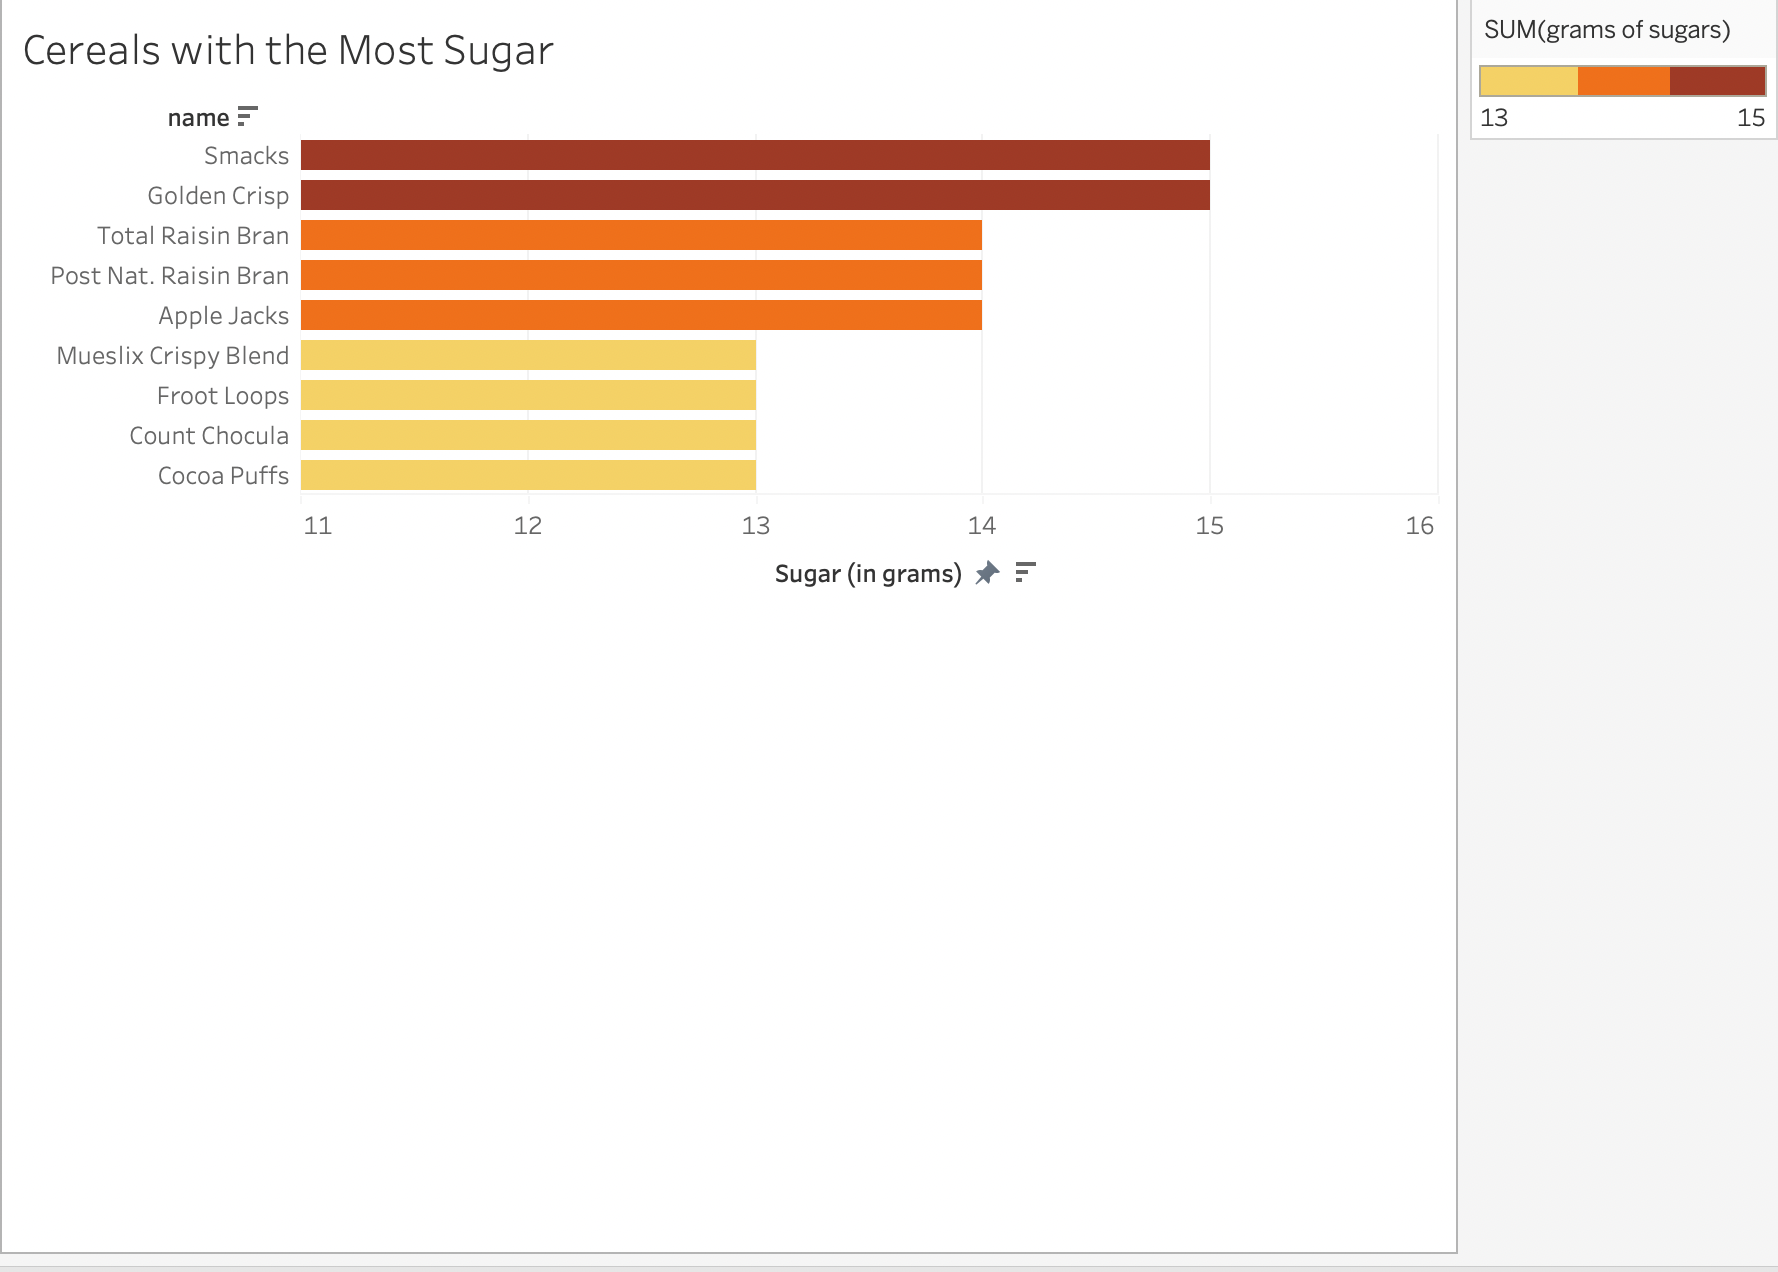 Cereals with the Most Sugar
SUM(grams of sugars)
13 15
name
Smacks
Golden Crisp
Total Raisin Bran
Post Nat. Raisin Bran
Apple Jacks
Mueslix Crispy Blend
Froot Loops
Count Chocula
Cocoa Puffs
11 12 13 14 15 16
Sugar (in grams)